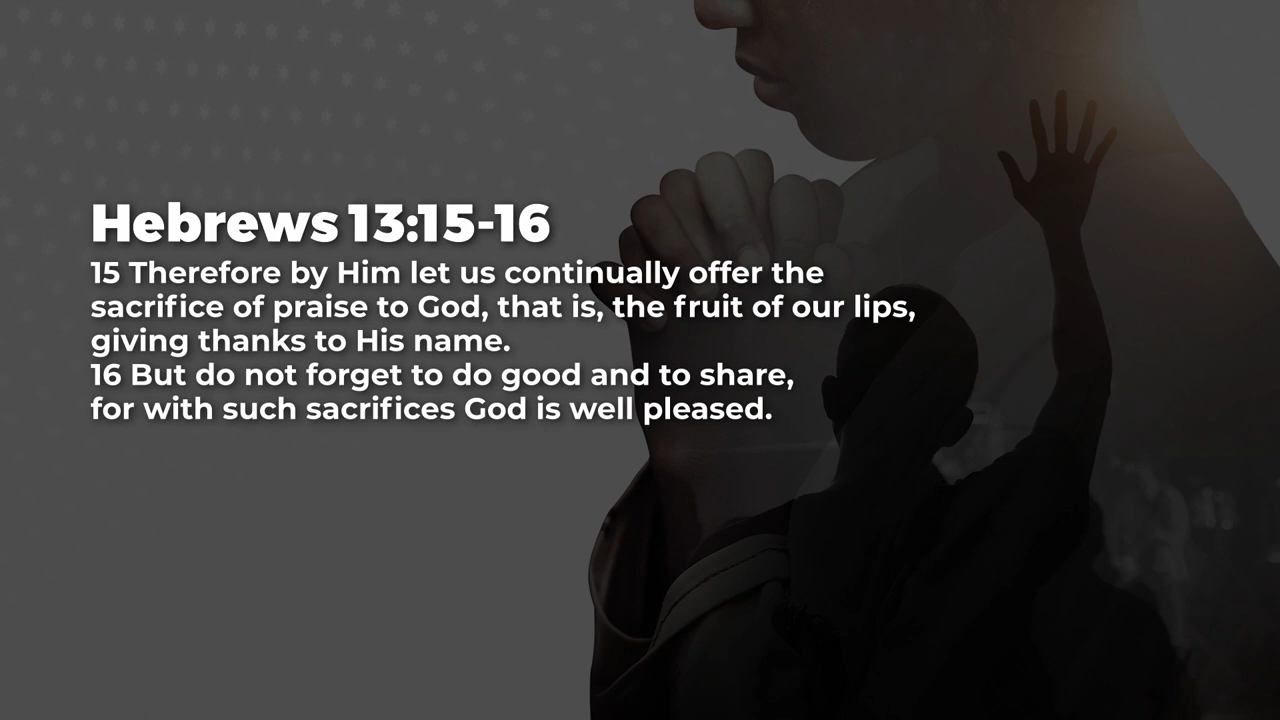 Hebrews 13:15-16
15 Therefore by Him let us continually offer the
sacrifice of praise to God, that is, the fruit of our lips,
giving thanks to His name.
16 But do not forget to do good and to share,
for with such sacrifices God is well pleased.